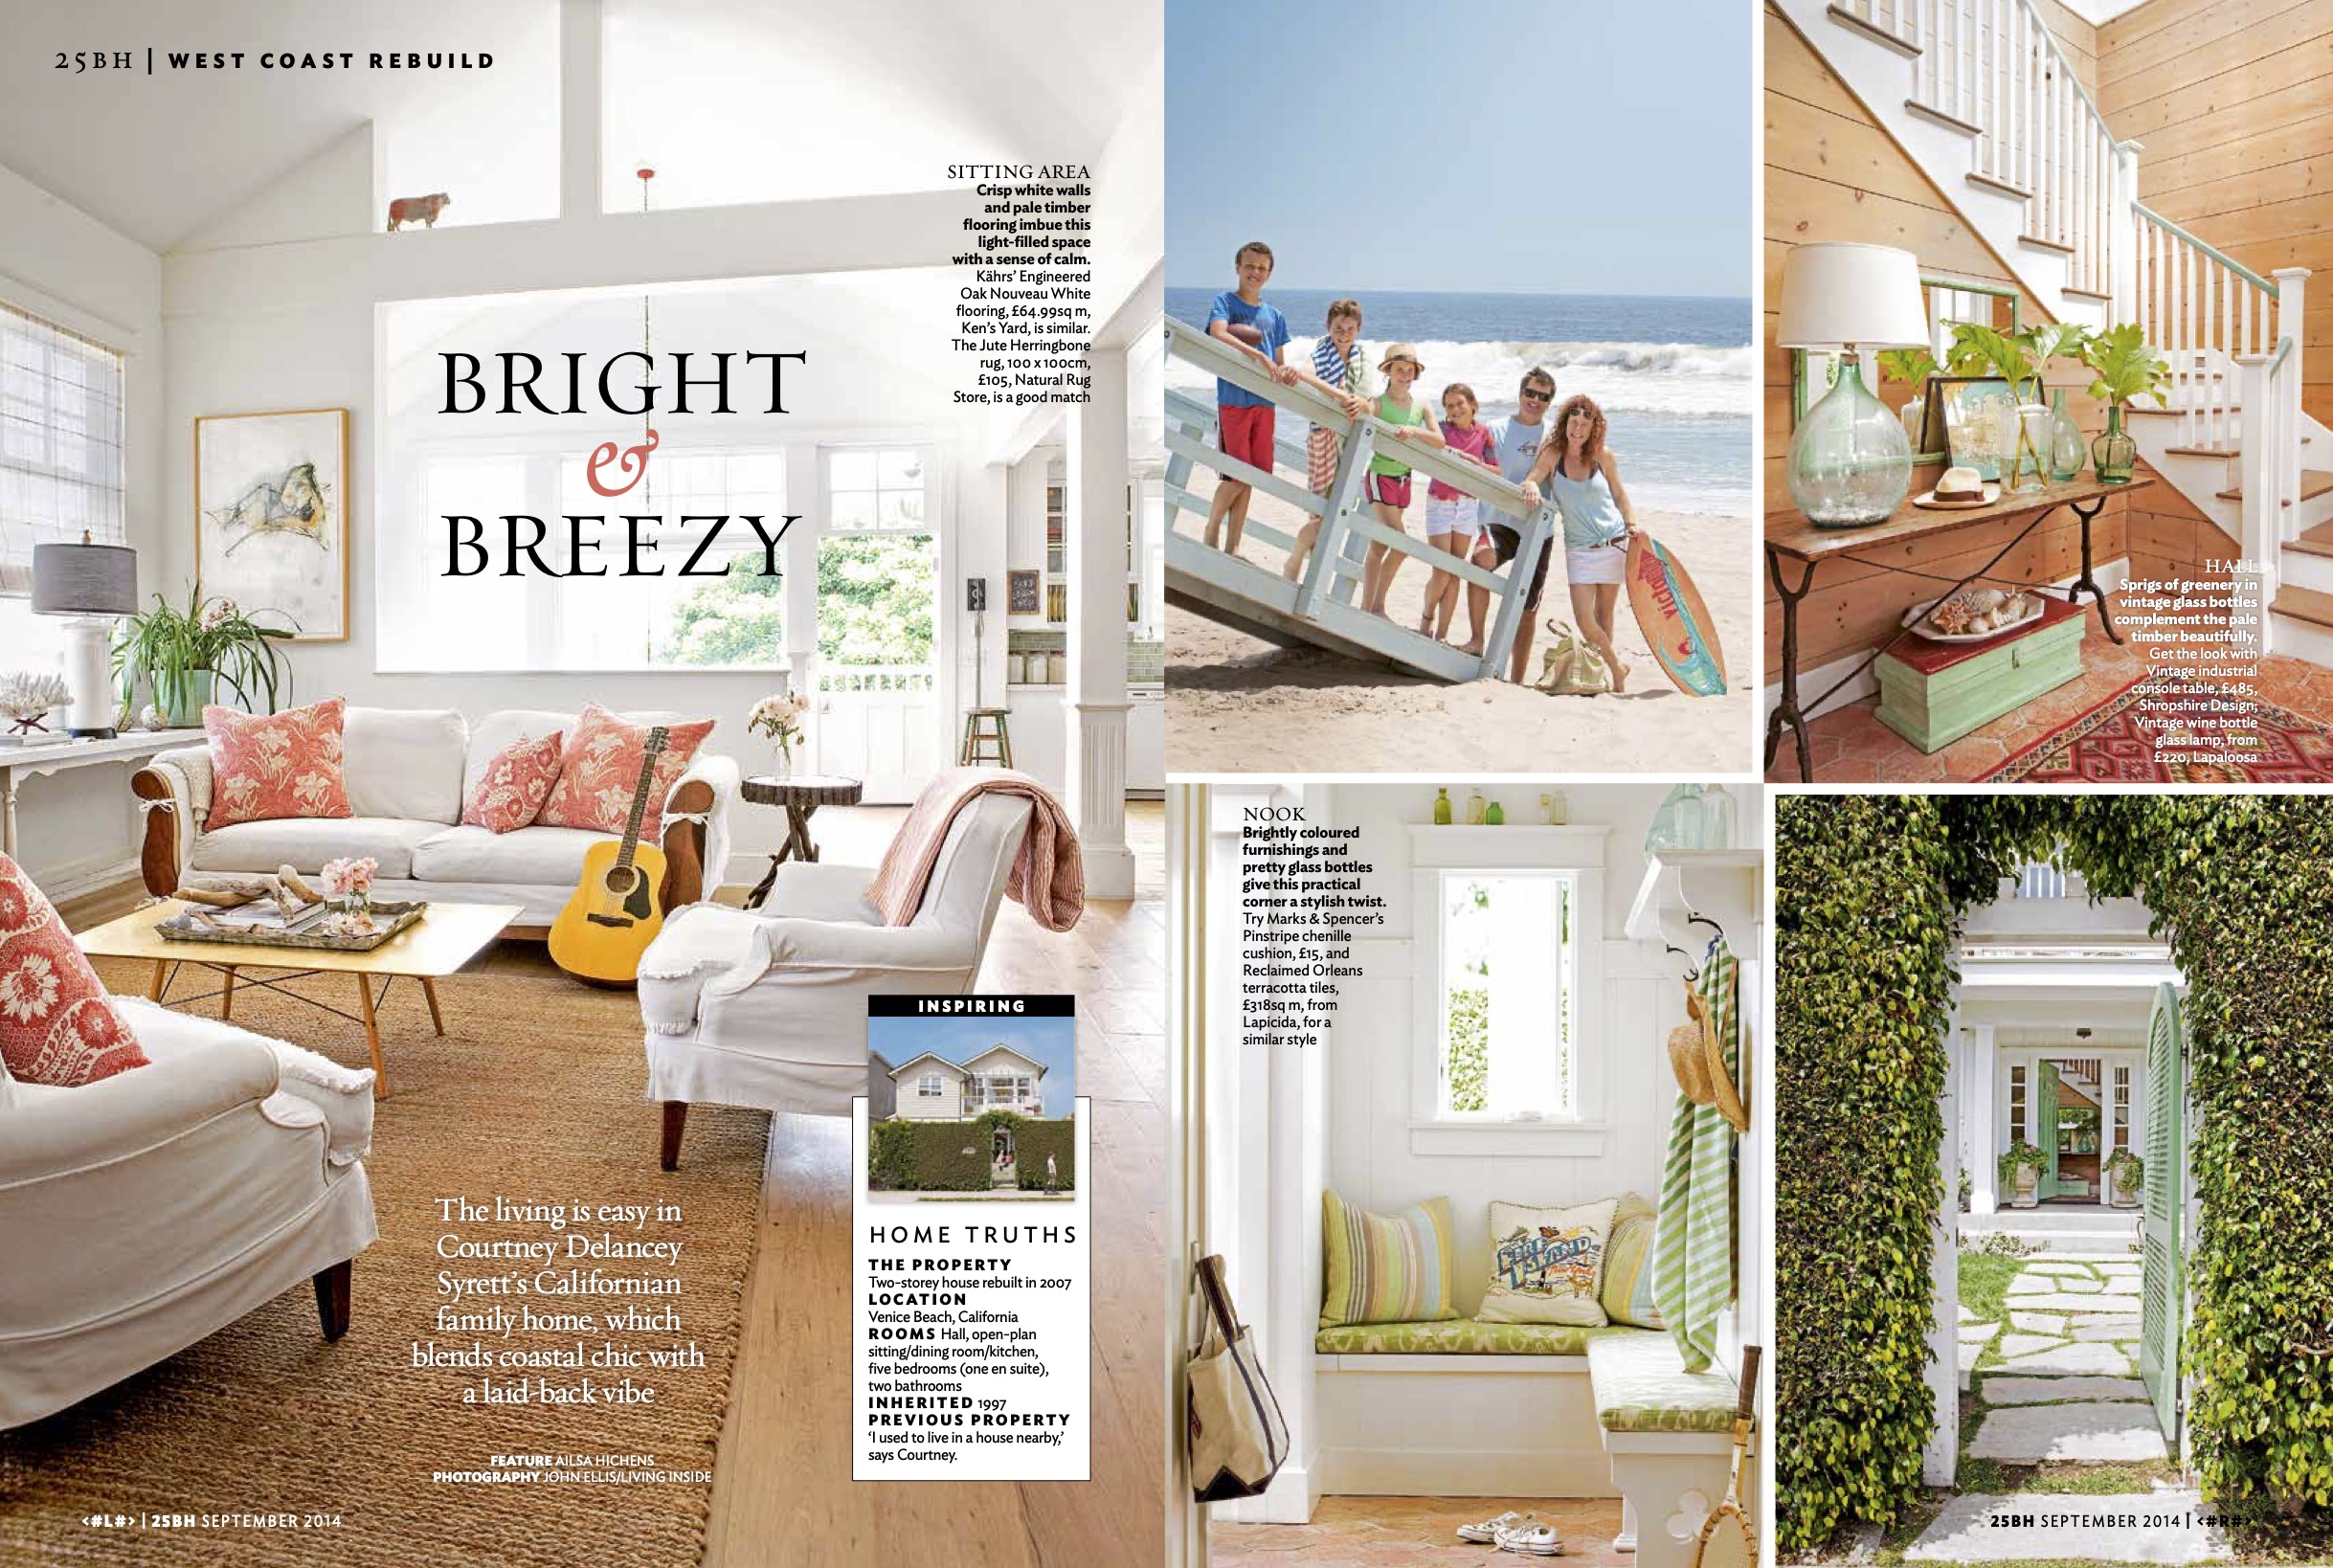 25BH | WEST COAST REBUILD
SITTING AREA
Crisp white walls
and pale timber
flooring imbue this
light-filled space
with a sense of calm.
Kährs' Engineered
Oak Nouveau White
flooring, £64.99sq m,
Ken's Yard, is similar.
The Jute Herringbone
rug, 100 x 100cm,
£105, Natural Rug
Store, is a good match
BRIGHT
&
BREEZY
The living is easy in
Courtney Delancey
Syrett's Californian
family home, which
blends coastal chic with
a laid-back vibe
FEATURE AILSA HICHENS
PHOTOGRAPHY JOHN ELLIS/LIVING INSIDE
INSPIRING
HOME TRUTHS
THE PROPERTY
Two-storey house rebuilt in 2007
LOCATION
Venice Beach, California
ROOMS Hall, open-plan
sitting/dining room/kitchen,
five bedrooms (one en suite),
two bathrooms
INHERITED 1997
PREVIOUS PROPERTY
'I used to live in a house nearby,'
says Courtney.
<#L#> | 25BH SEPTEMBER 2014
HALL
Sprigs of greenery in
vintage glass bottles
complement the pale
timber beautifully.
Get the look with
Vintage industrial
console table, £485,
Shropshire Design;
Vintage wine bottle
glass lamp, from
£220, Lapaloosa
NOOK
Brightly coloured
furnishings and
pretty glass bottles
give this practical
corner a stylish twist.
Try Marks & Spencer's
Pinstripe chenille
cushion, £15, and
Reclaimed Orleans
terracotta tiles,
£318sq m, from
Lapicida, for a
similar style
25BH SEPTEMBER 2014 | <#R#>